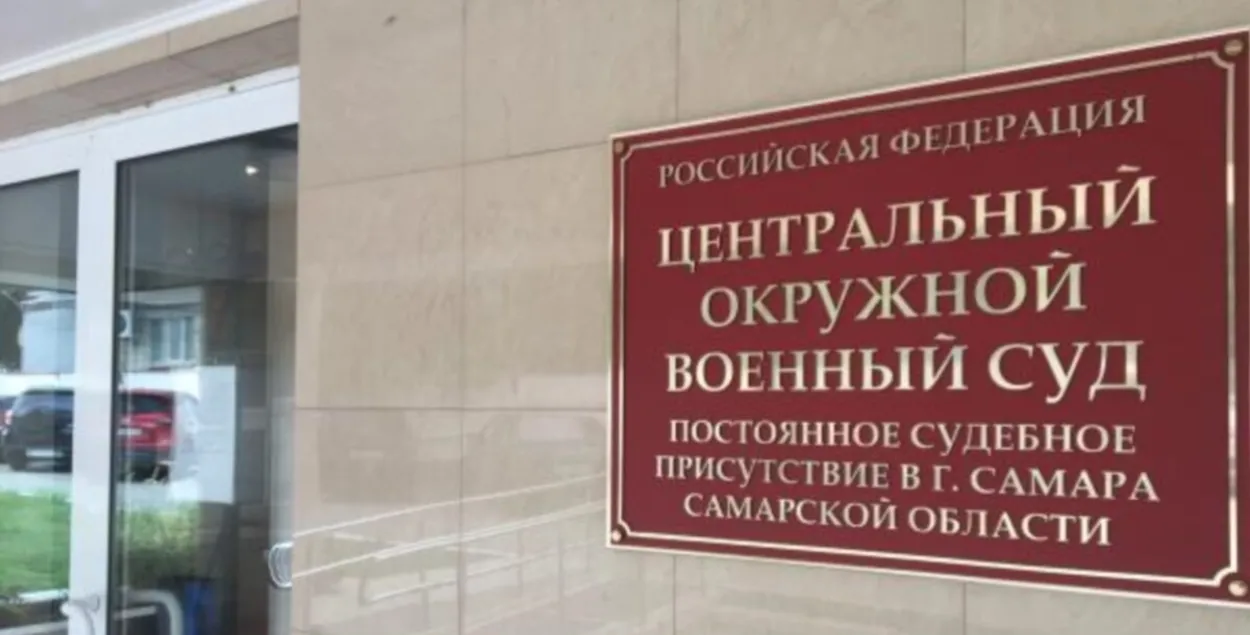 РОССИЙСКАЯ ФЕДЕРАЦИЯ
ЦЕНТРАЛЬНЫЙ
ОКРУЖНОЙ
ВОЕННЫЙ СУД
ПОСТОЯННОЕ СУДЕБНОЕ
ПРИСУТСТВИЕ В Г. САМАРА
САМАРСКОЙ ОБЛАСТИ